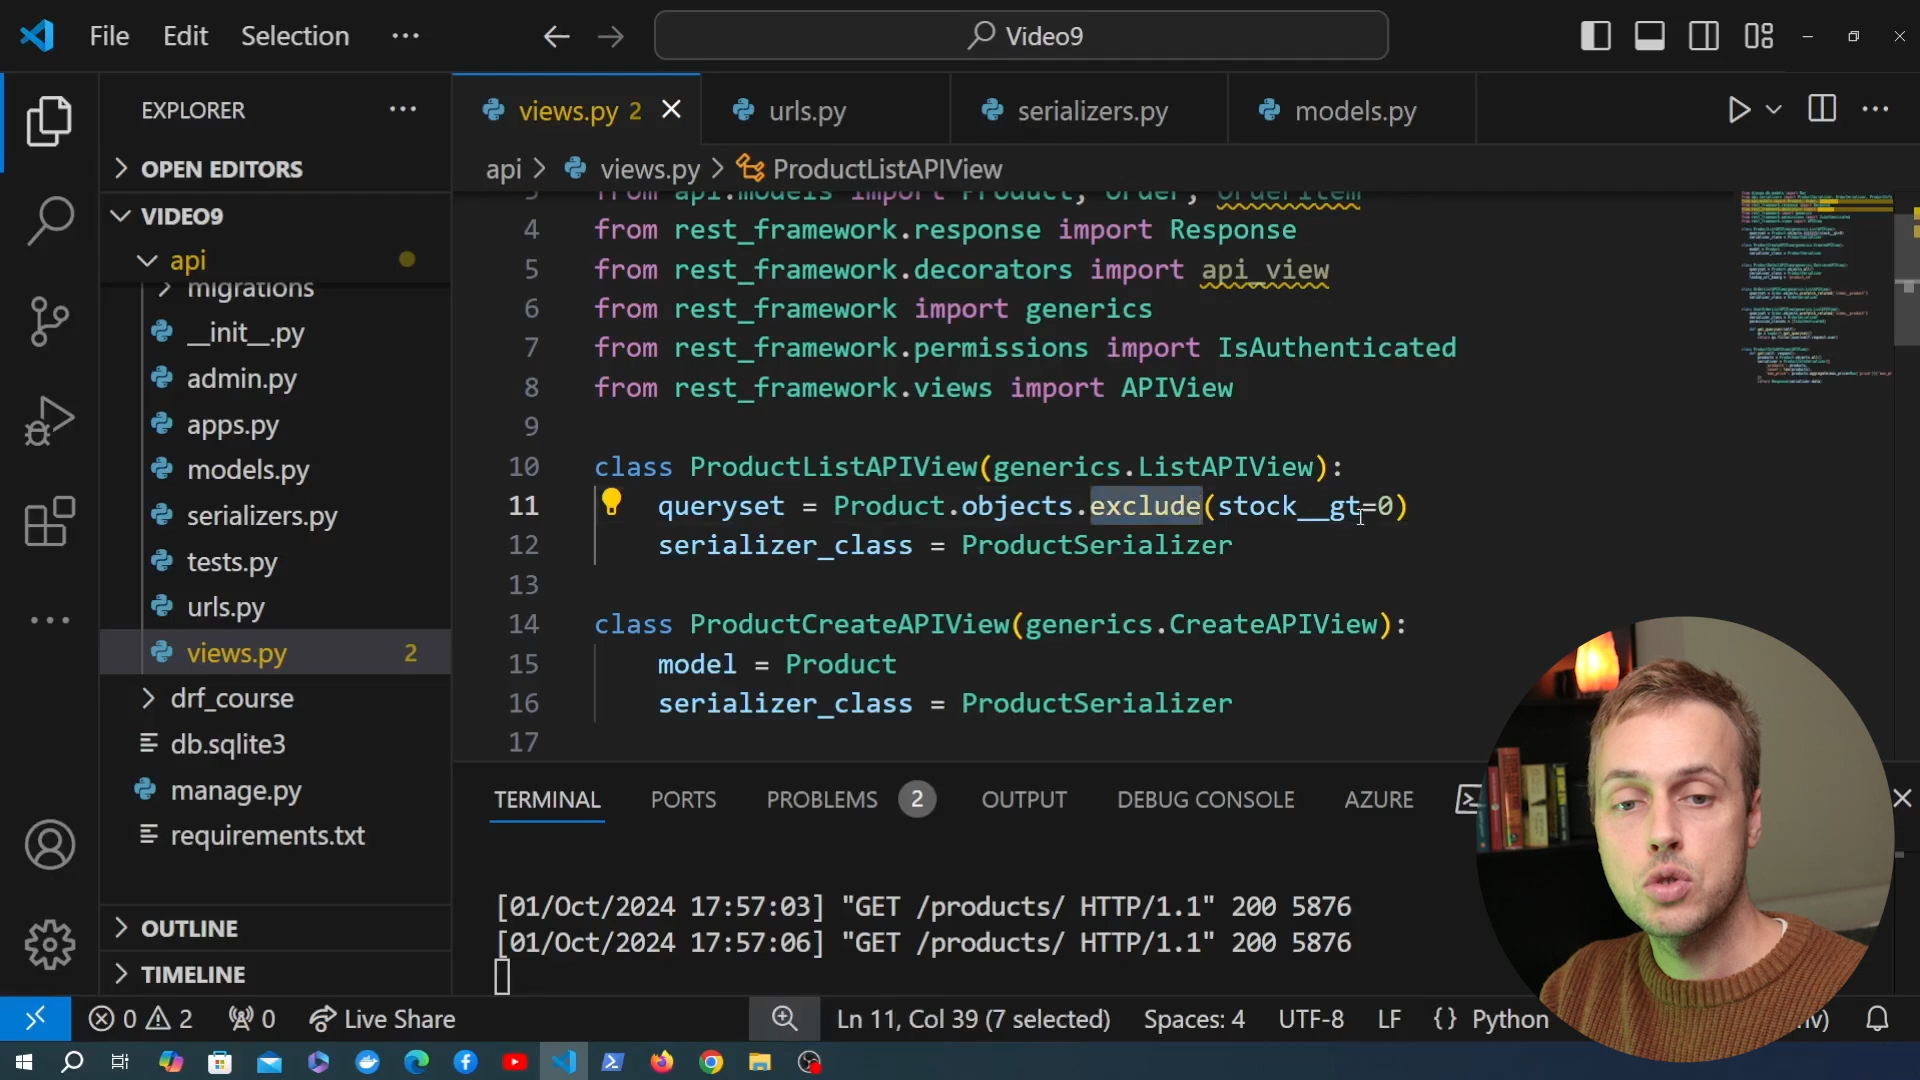 File Edit Selection ···
Video9
EXPLORER
OPEN EDITORS
VIDEO9
api
migrations
__init__.py
admin.py
apps.py
models.py
serializers.py
tests.py
urls.py
views.py 2
drf_course
db.sqlite3
manage.py
requirements.txt
OUTLINE
TIMELINE
views.py 2
urls.py
serializers.py
models.py
api > views.py > ProductListAPIView
3 from api.models import Product, Order, OrderItem
4 from rest_framework.response import Response
5 from rest_framework.decorators import api_view
6 from rest_framework import generics
7 from rest_framework.permissions import IsAuthenticated
8 from rest_framework.views import APIView
9
10 class ProductListAPIView(generics.ListAPIView):
11 queryset = Product.objects.exclude(stock__gt=0)
12 serializer_class = ProductSerializer
13
14 class ProductCreateAPIView(generics.CreateAPIView):
15 model = Product
16 serializer_class = ProductSerializer
17
TERMINAL PORTS PROBLEMS 2 OUTPUT DEBUG CONSOLE AZURE
[01/Oct/2024 17:57:03] "GET /products/ HTTP/1.1" 200 5876
[01/Oct/2024 17:57:06] "GET /products/ HTTP/1.1" 200 5876
0 2 0 Live Share Ln 11, Col 39 (7 selected) Spaces: 4 UTF-8 LF {} Python